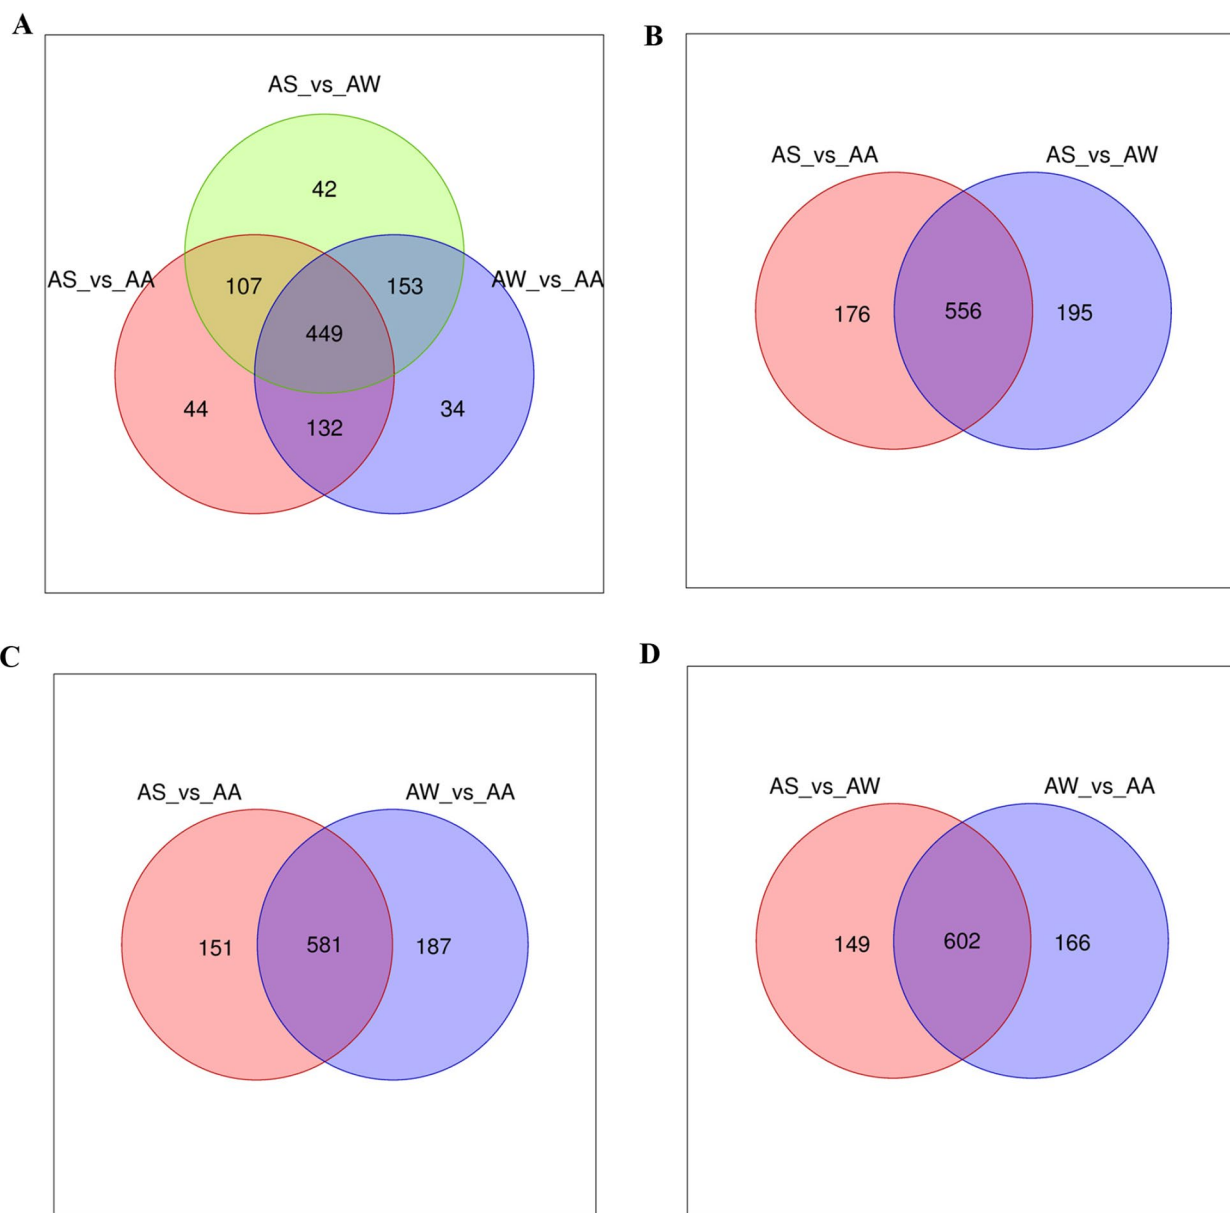 A
AS_vs_AW
42
AS_vs_AA
107
153
AW_vs_AA
449
44
132
34
B
AS_vs_AA
AS_vs_AW
176
556
195
C
AS_vs_AA
AW_vs_AA
151
581
187
D
AS_vs_AW
AW_vs_AA
149
602
166